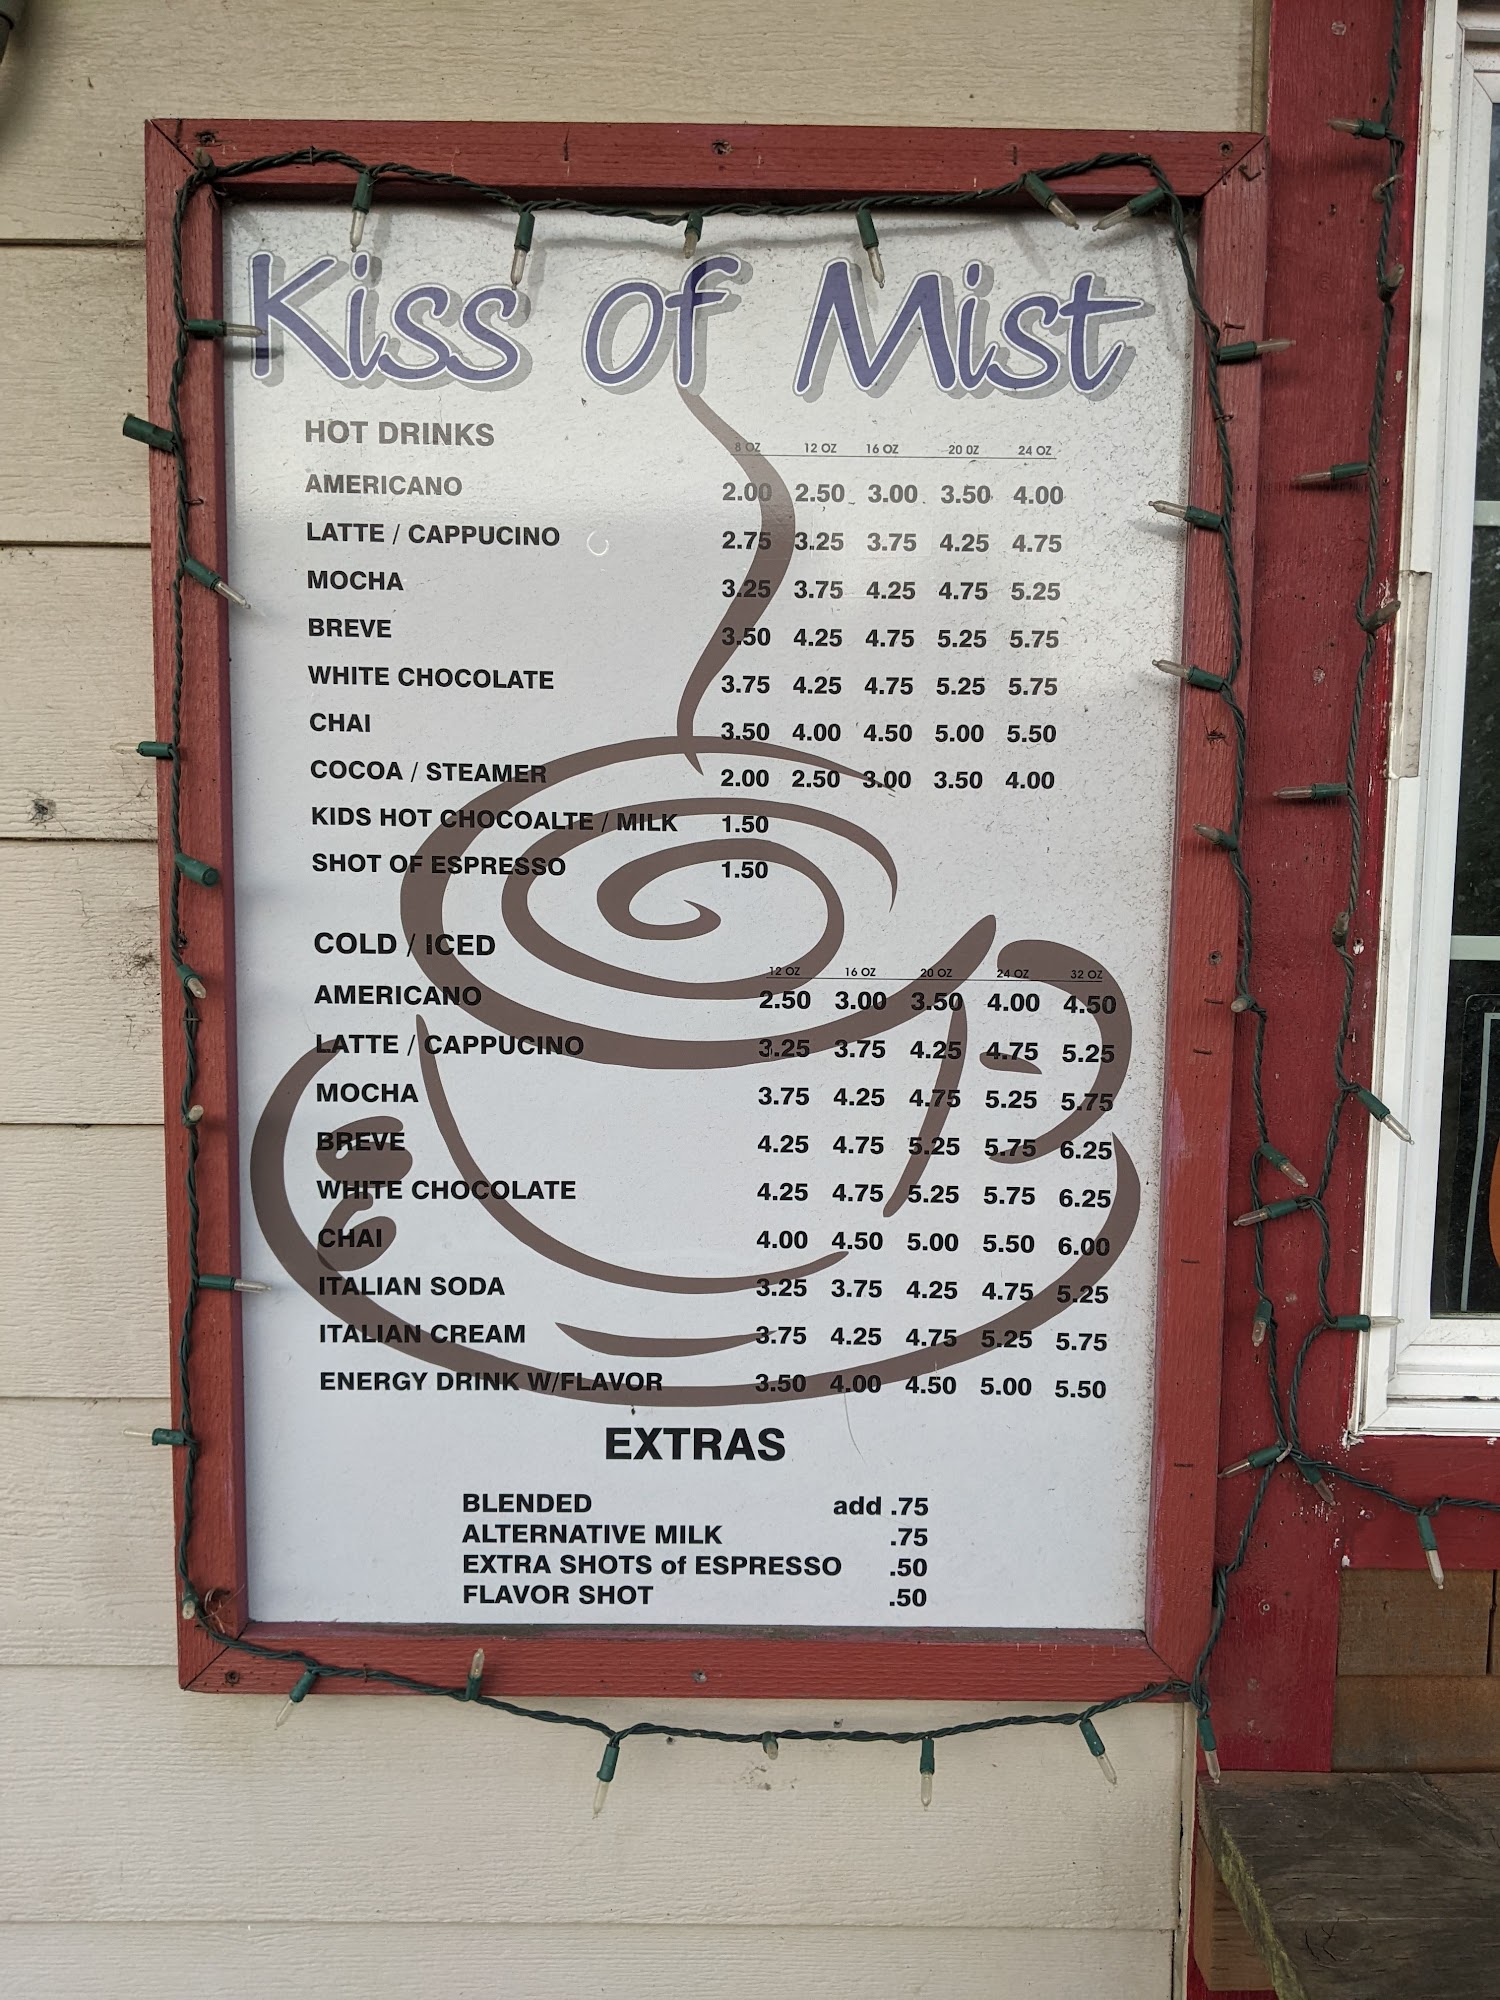 Kiss of Mist
HOT DRINKS 8 OZ 12 OZ 16 OZ 20 OZ 24 OZ
AMERICANO 2.00 2.50 3.00 3.50 4.00
LATTE / CAPPUCINO 2.75 3.25 3.75 4.25 4.75
MOCHA 3.25 3.75 4.25 4.75 5.25
BREVE 3.50 4.25 4.75 5.25 5.75
WHITE CHOCOLATE 3.75 4.25 4.75 5.25 5.75
CHAI 3.50 4.00 4.50 5.00 5.50
COCOA / STEAMER 2.00 2.50 3.00 3.50 4.00
KIDS HOT CHOCOALTE / MILK 1.50
SHOT OF ESPRESSO 1.50
COLD / ICED 12 OZ 16 OZ 20 OZ 24 OZ 32 OZ
AMERICANO 2.50 3.00 3.50 4.00 4.50
LATTE / CAPPUCINO 3.25 3.75 4.25 4.75 5.25
MOCHA 3.75 4.25 4.75 5.25 5.75
BREVE 4.25 4.75 5.25 5.75 6.25
WHITE CHOCOLATE 4.25 4.75 5.25 5.75 6.25
CHAI 4.00 4.50 5.00 5.50 6.00
ITALIAN SODA 3.25 3.75 4.25 4.75 5.25
ITALIAN CREAM 3.75 4.25 4.75 5.25 5.75
ENERGY DRINK W/FLAVOR 3.50 4.00 4.50 5.00 5.50
EXTRAS
BLENDED add .75
ALTERNATIVE MILK .75
EXTRA SHOTS of ESPRESSO .50
FLAVOR SHOT .50